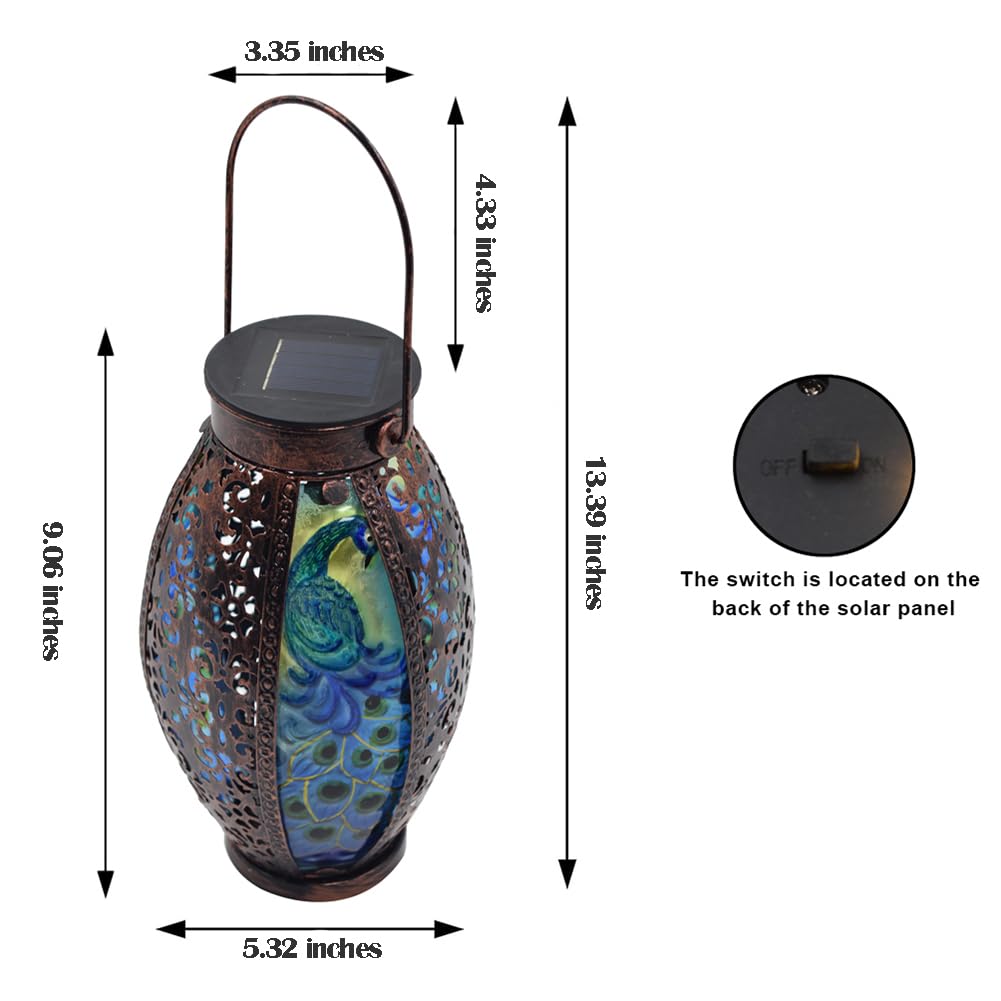 3.35 inches
4.33 inches
13.39 inches
9.06 inches
5.32 inches
OFF ON
The switch is located on the
back of the solar panel